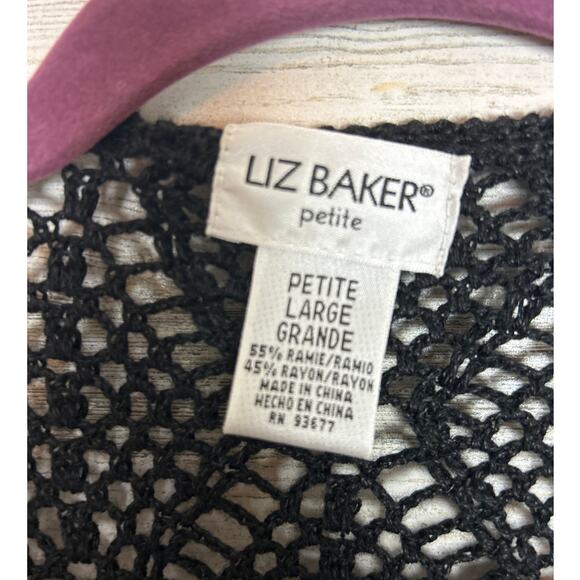 LIZ BAKER®
petite
PETITE
LARGE
GRANDE
55% RAMIE/RAMIO
45% RAYON/RAYON
MADE IN CHINA
HECHO EN CHINA
RN 93677